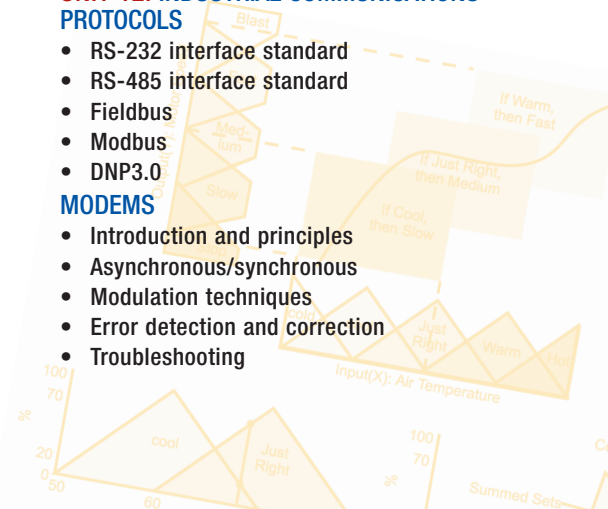 PROTOCOLS
• RS-232 interface standard
• RS-485 interface standard
• Fieldbus
• Modbus
• DNP3.0
MODEMS
• Introduction and principles
• Asynchronous/synchronous
• Modulation techniques
• Error detection and correction
• Troubleshooting
Blast
Med-
ium
Slow
If Warm,
then Fast
If Just Right,
then Medium
If Cool,
then Slow
cold
Just
Right
Warm
Hot
Input(X): Air Temperature
100
70
%
20
0
50
60
cool
Just
Right
100
70
%
Summed Sets